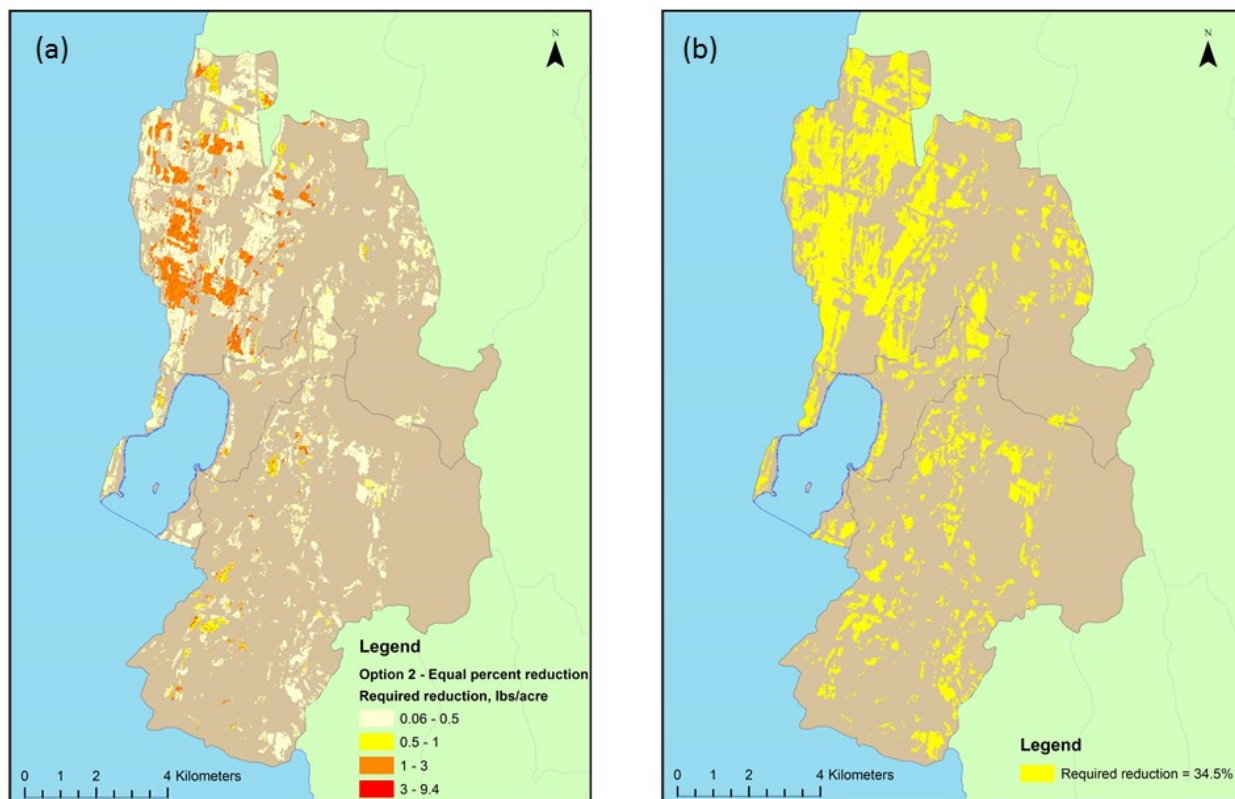 (a)
N
Legend
Option 2 - Equal percent reduction
Required reduction, lbs/acre
0.06 - 0.5
0.5 - 1
1 - 3
3 - 9.4
0 1 2 4 Kilometers
(b)
N
Legend
Required reduction = 34.5%
0 1 2 4 Kilometers